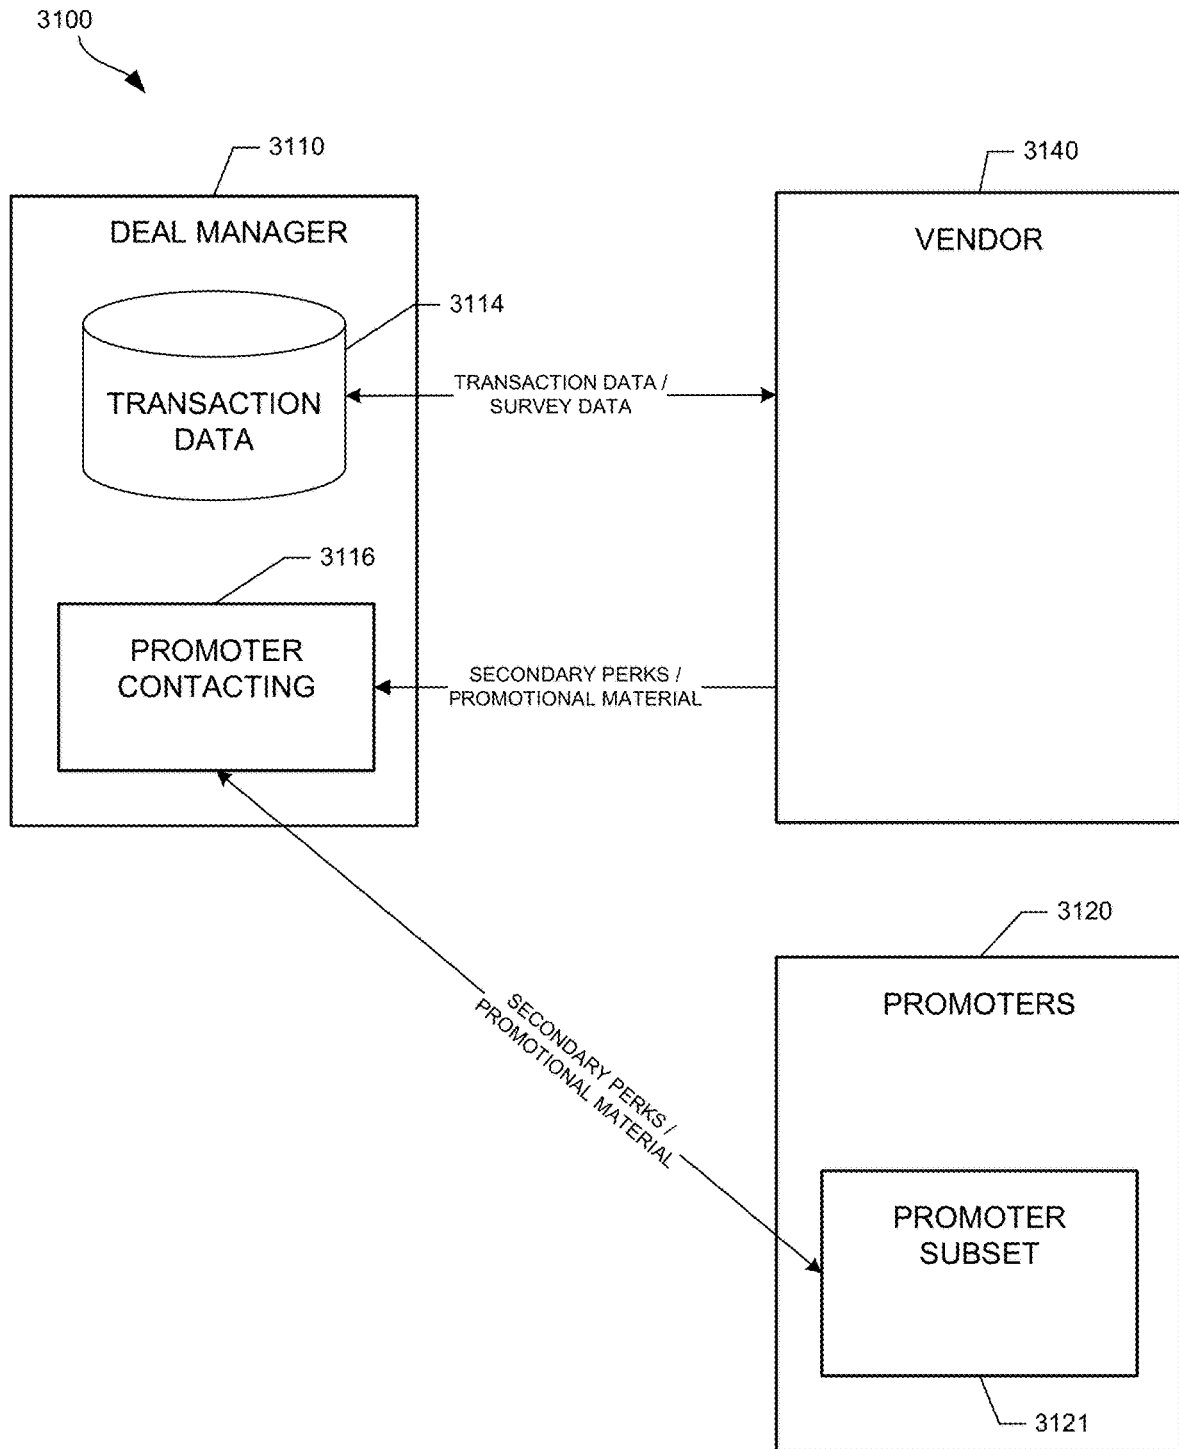 3100
3110
3140
DEAL MANAGER
VENDOR
3114
TRANSACTION
DATA
TRANSACTION DATA /
SURVEY DATA
3116
PROMOTER
CONTACTING
SECONDARY PERKS /
PROMOTIONAL MATERIAL
3120
PROMOTERS
SECONDARY PERKS /
PROMOTIONAL MATERIAL
PROMOTER
SUBSET
3121